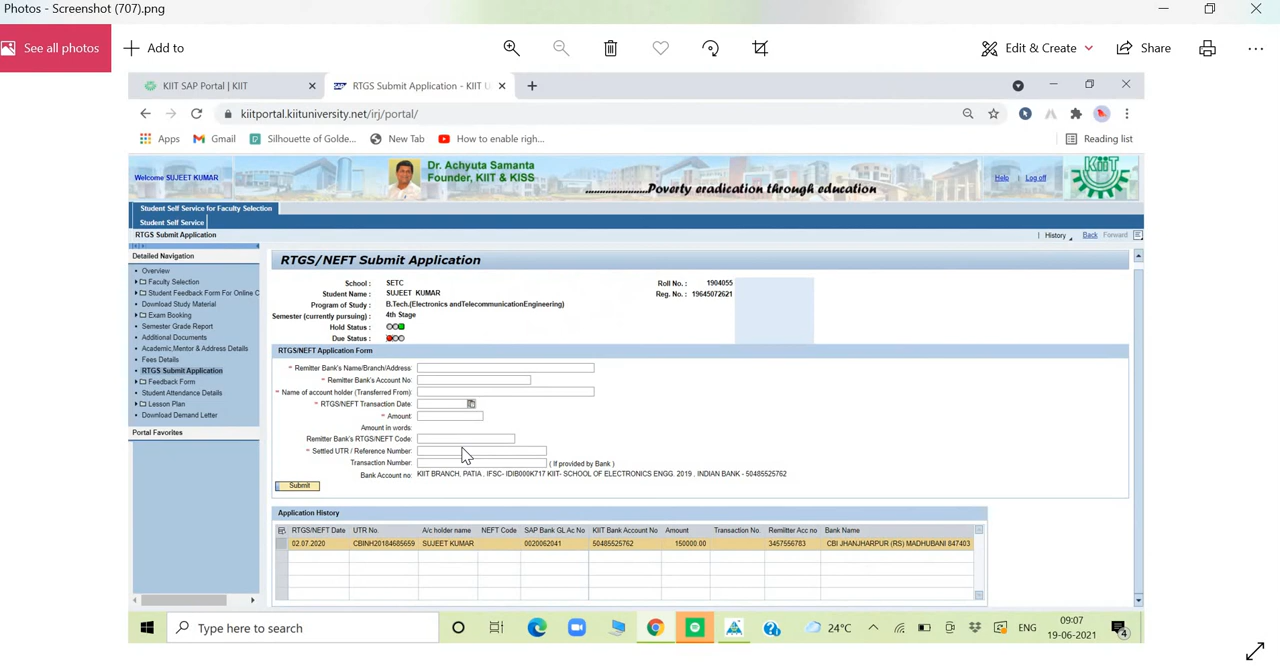 Photos - Screenshot (707).png
See all photos
Add to
Edit & Create
Share
KIIT SAP Portal | KIIT
RTGS Submit Application - KIIT U
kiitportal.kiituniversity.net/irj/portal/
Apps
Gmail
Silhouette of Golde...
New Tab
How to enable righ...
Reading list
Welcome SUJEET KUMAR
Dr. Achyuta Samanta
Founder, KIIT & KISS
.....................Poverty eradication through education
Help | Log off
KIIT
Student Self Service for Faculty Selection
Student Self Service
RTGS Submit Application
History
Back
Forward
Detailed Navigation
Overview
Faculty Selection
Student Feedback Form For Online C
Download Study Material
Exam Booking
Semester Grade Report
Additional Documents
Academic,Mentor & Address Details
Fees Details
RTGS Submit Application
Feedback Form
Student Attendance Details
Lesson Plan
Download Demand Letter
Portal Favorites
RTGS/NEFT Submit Application
School : SETC
Student Name : SUJEET KUMAR
Program of Study : B.Tech.(Electronics andTelecommunicationEngineering)
Semester (currently pursuing) : 4th Stage
Hold Status :
Due Status :
Roll No. : 1904055
Reg. No. : 19645072621
RTGS/NEFT Application Form
* Remitter Bank's Name/Branch/Address:
* Remitter Bank's Account No:
* Name of account holder (Transferred From):
* RTGS/NEFT Transaction Date:
* Amount:
Amount in words:
Remitter Bank's RTGS/NEFT Code:
* Settled UTR / Reference Number:
Transaction Number: ( If provided by Bank )
Bank Account no: KIIT BRANCH, PATIA . IFSC- IDIB000K717 KIIT- SCHOOL OF ELECTRONICS ENGG. 2019 . INDIAN BANK - 50485525762
Submit
Application History
RTGS/NEFT Date UTR No. A/c holder name NEFT Code SAP Bank GL Ac No KIIT Bank Account No Amount Transaction No Remitter Acc no Bank Name
02.07.2020 CBINH20184685659 SUJEET KUMAR 0020062041 50485525762 150000.00 3457556783 CBI JHANJHARPUR (RS) MADHUBANI 847403
Type here to search
24°C
ENG
09:07
19-06-2021
4